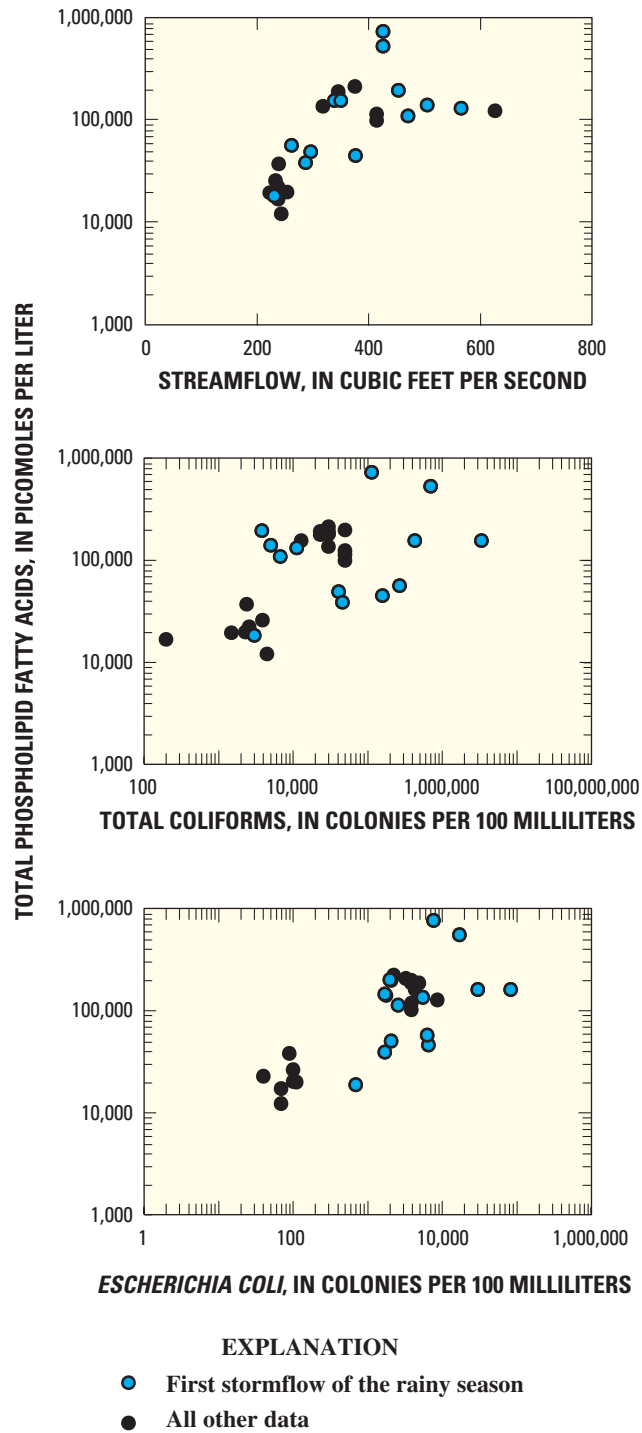 TOTAL PHOSPHOLIPID FATTY ACIDS, IN PICOMOLES PER LITER
1,000,000
100,000
10,000
1,000
0 200 400 600 800
STREAMFLOW, IN CUBIC FEET PER SECOND
1,000,000
100,000
10,000
1,000
100 10,000 1,000,000 100,000,000
TOTAL COLIFORMS, IN COLONIES PER 100 MILLILITERS
1,000,000
100,000
10,000
1,000
1 100 10,000 1,000,000
ESCHERICHIA COLI, IN COLONIES PER 100 MILLILITERS
EXPLANATION
First stormflow of the rainy season
All other data